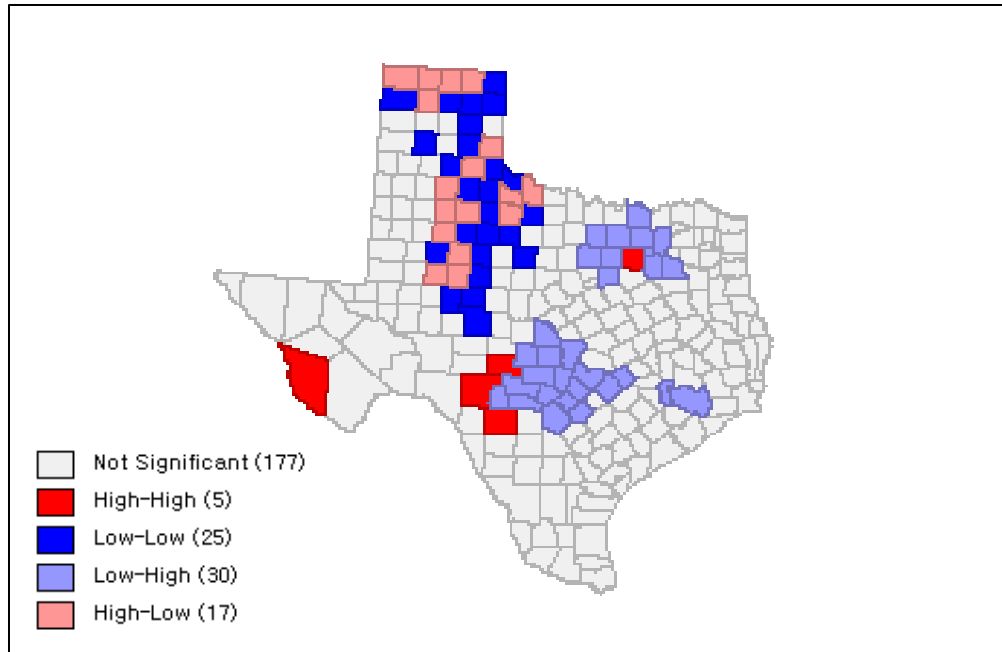 Not Significant (177)
High-High (5)
Low-Low (25)
Low-High (30)
High-Low (17)